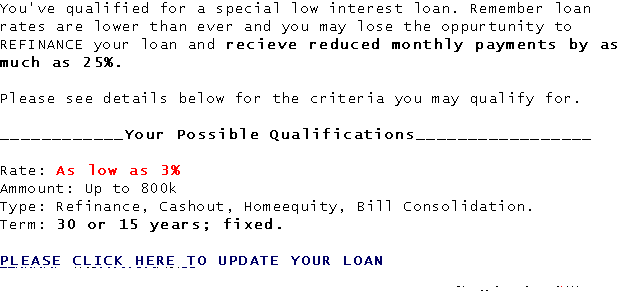 You've qualified for a special low interest loan. Remember loan
rates are lower than ever and you may lose the oppurtunity to
REFINANCE your loan and recieve reduced monthly payments by as
much as 25%.
Please see details below for the criteria you may qualify for.
____________Your Possible Qualifications_________________
Rate: As low as 3%
Ammount: Up to 800k
Type: Refinance, Cashout, Homeequity, Bill Consolidation.
Term: 30 or 15 years; fixed.
PLEASE CLICK HERE TO UPDATE YOUR LOAN